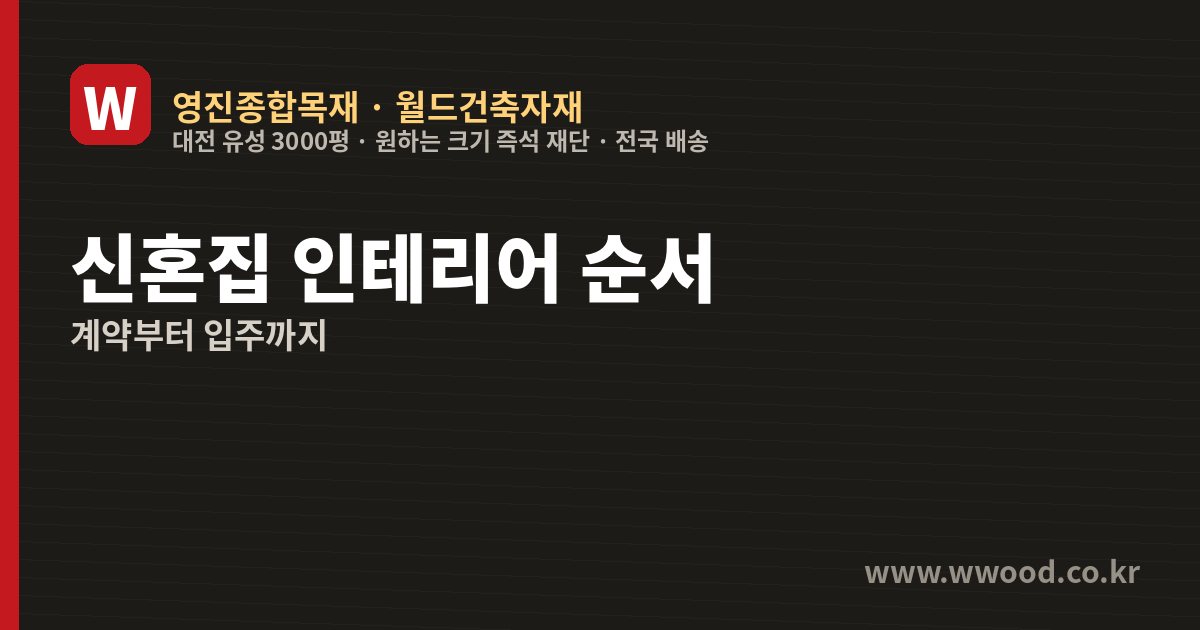 W
영진종합목재 · 월드건축자재
대전 유성 3000평 · 원하는 크기 즉석 재단 · 전국 배송
신혼집 인테리어 순서
계약부터 입주까지
www.wwood.co.kr